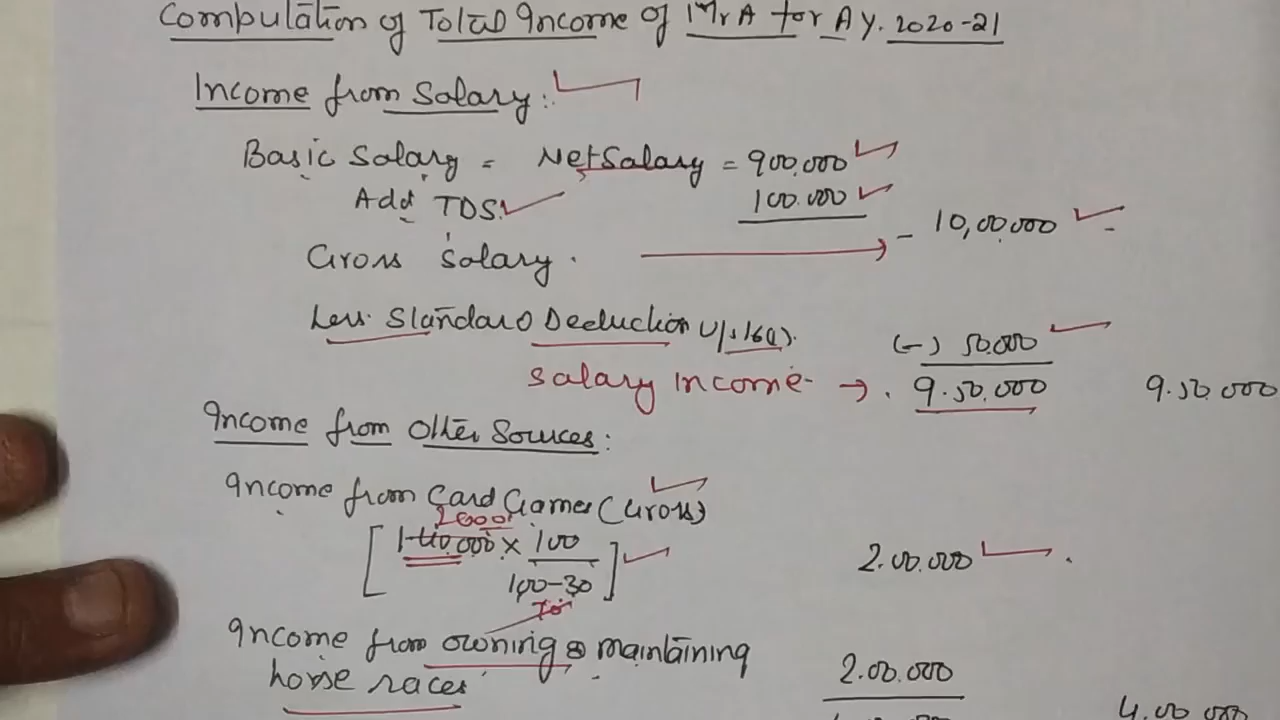 Computation of Total Income of Mr A for A.Y. 2020-21
Income from Salary:
Basic Salary = Net Salary = 900,000
Add TDS: 100,000
Gross Salary. - 10,00,000
Less: Standard Deduction U/s 16(i). (-) 50,000
Salary Income → 9,50,000 9,50,000
Income from Other Sources:
Income from Card Games (Gross)
2000
[1,40,000 × 100 / 100-30] 2,00,000
70
Income from owning & maintaining
horse races 2,00,000
4,00,000